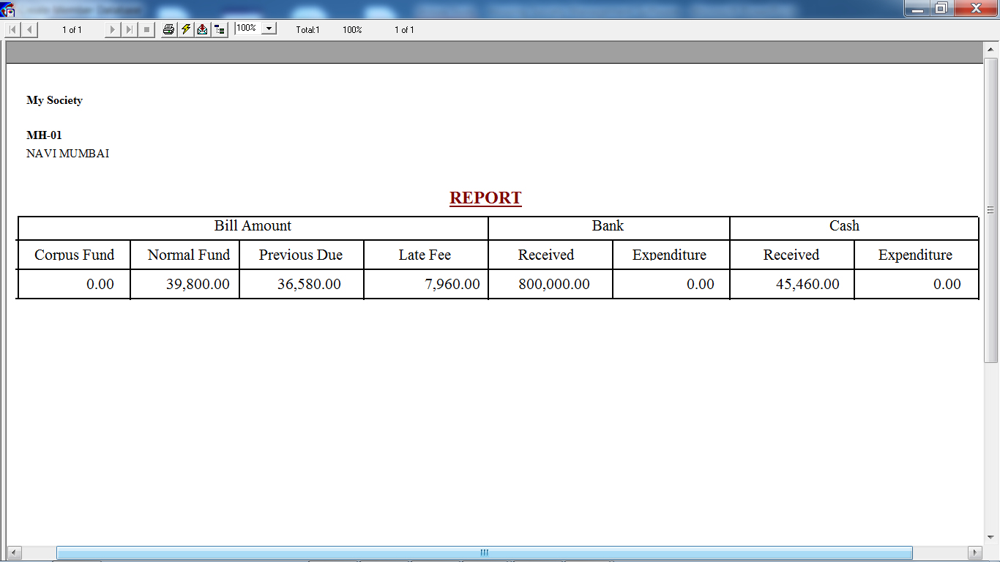 1 of 1 100% Total:1 100% 1 of 1
My Society
MH-01
NAVI MUMBAI
REPORT
Bill Amount Bank Cash
Corpus Fund Normal Fund Previous Due Late Fee Received Expenditure Received Expenditure
0.00 39,800.00 36,580.00 7,960.00 800,000.00 0.00 45,460.00 0.00